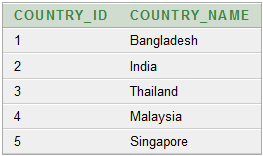 COUNTRY_ID COUNTRY_NAME
1 Bangladesh
2 India
3 Thailand
4 Malaysia
5 Singapore